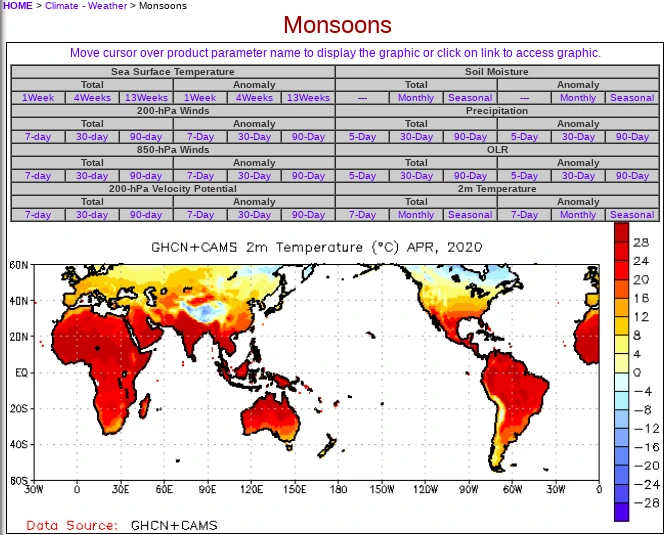 HOME > Climate - Weather > Monsoons
Monsoons
Move cursor over product parameter name to display the graphic or click on link to access graphic.
Sea Surface Temperature Soil Moisture
Total Anomaly Total Anomaly
1Week 4Weeks 13Weeks 1Week 4Weeks 13Weeks --- Monthly Seasonal --- Monthly Seasonal
200-hPa Winds Precipitation
Total Anomaly Total Anomaly
7-day 30-day 90-day 7-Day 30-Day 90-Day 5-Day 30-Day 90-Day 5-Day 30-Day 90-Day
850-hPa Winds OLR
Total Anomaly Total Anomaly
7-day 30-day 90-day 7-Day 30-Day 90-Day 5-Day 30-Day 90-Day 5-Day 30-Day 90-Day
200-hPa Velocity Potential 2m Temperature
Total Anomaly Total Anomaly
7-day 30-day 90-day 7-Day 30-Day 90-Day 7-Day Monthly Seasonal 7-Day Monthly Seasonal
GHCN+CAMS 2m Temperature (°C) APR, 2020
60N
40N
20N
EQ
20S
40S
60S
30W 0 30E 60E 90E 120E 150E 180 150W 120W 90W 60W 30W 0
28
24
20
16
12
8
4
0
-4
-8
-12
-16
-20
-24
-28
Data Source: GHCN+CAMS